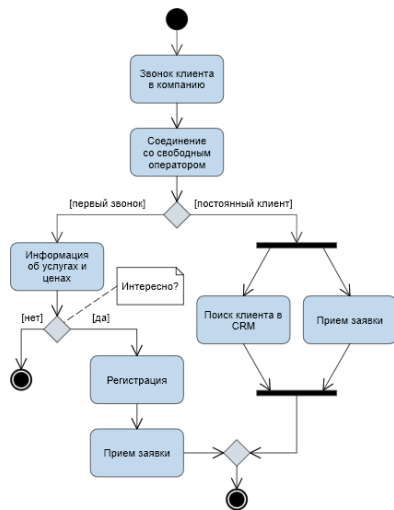 Звонок клиента
в компанию
Соединение
со свободным
оператором
[первый звонок]
[постоянный клиент]
Информация
об услугах и
ценах
Интересно?
[нет]
[да]
Поиск клиента в
CRM
Прием заявки
Регистрация
Прием заявки